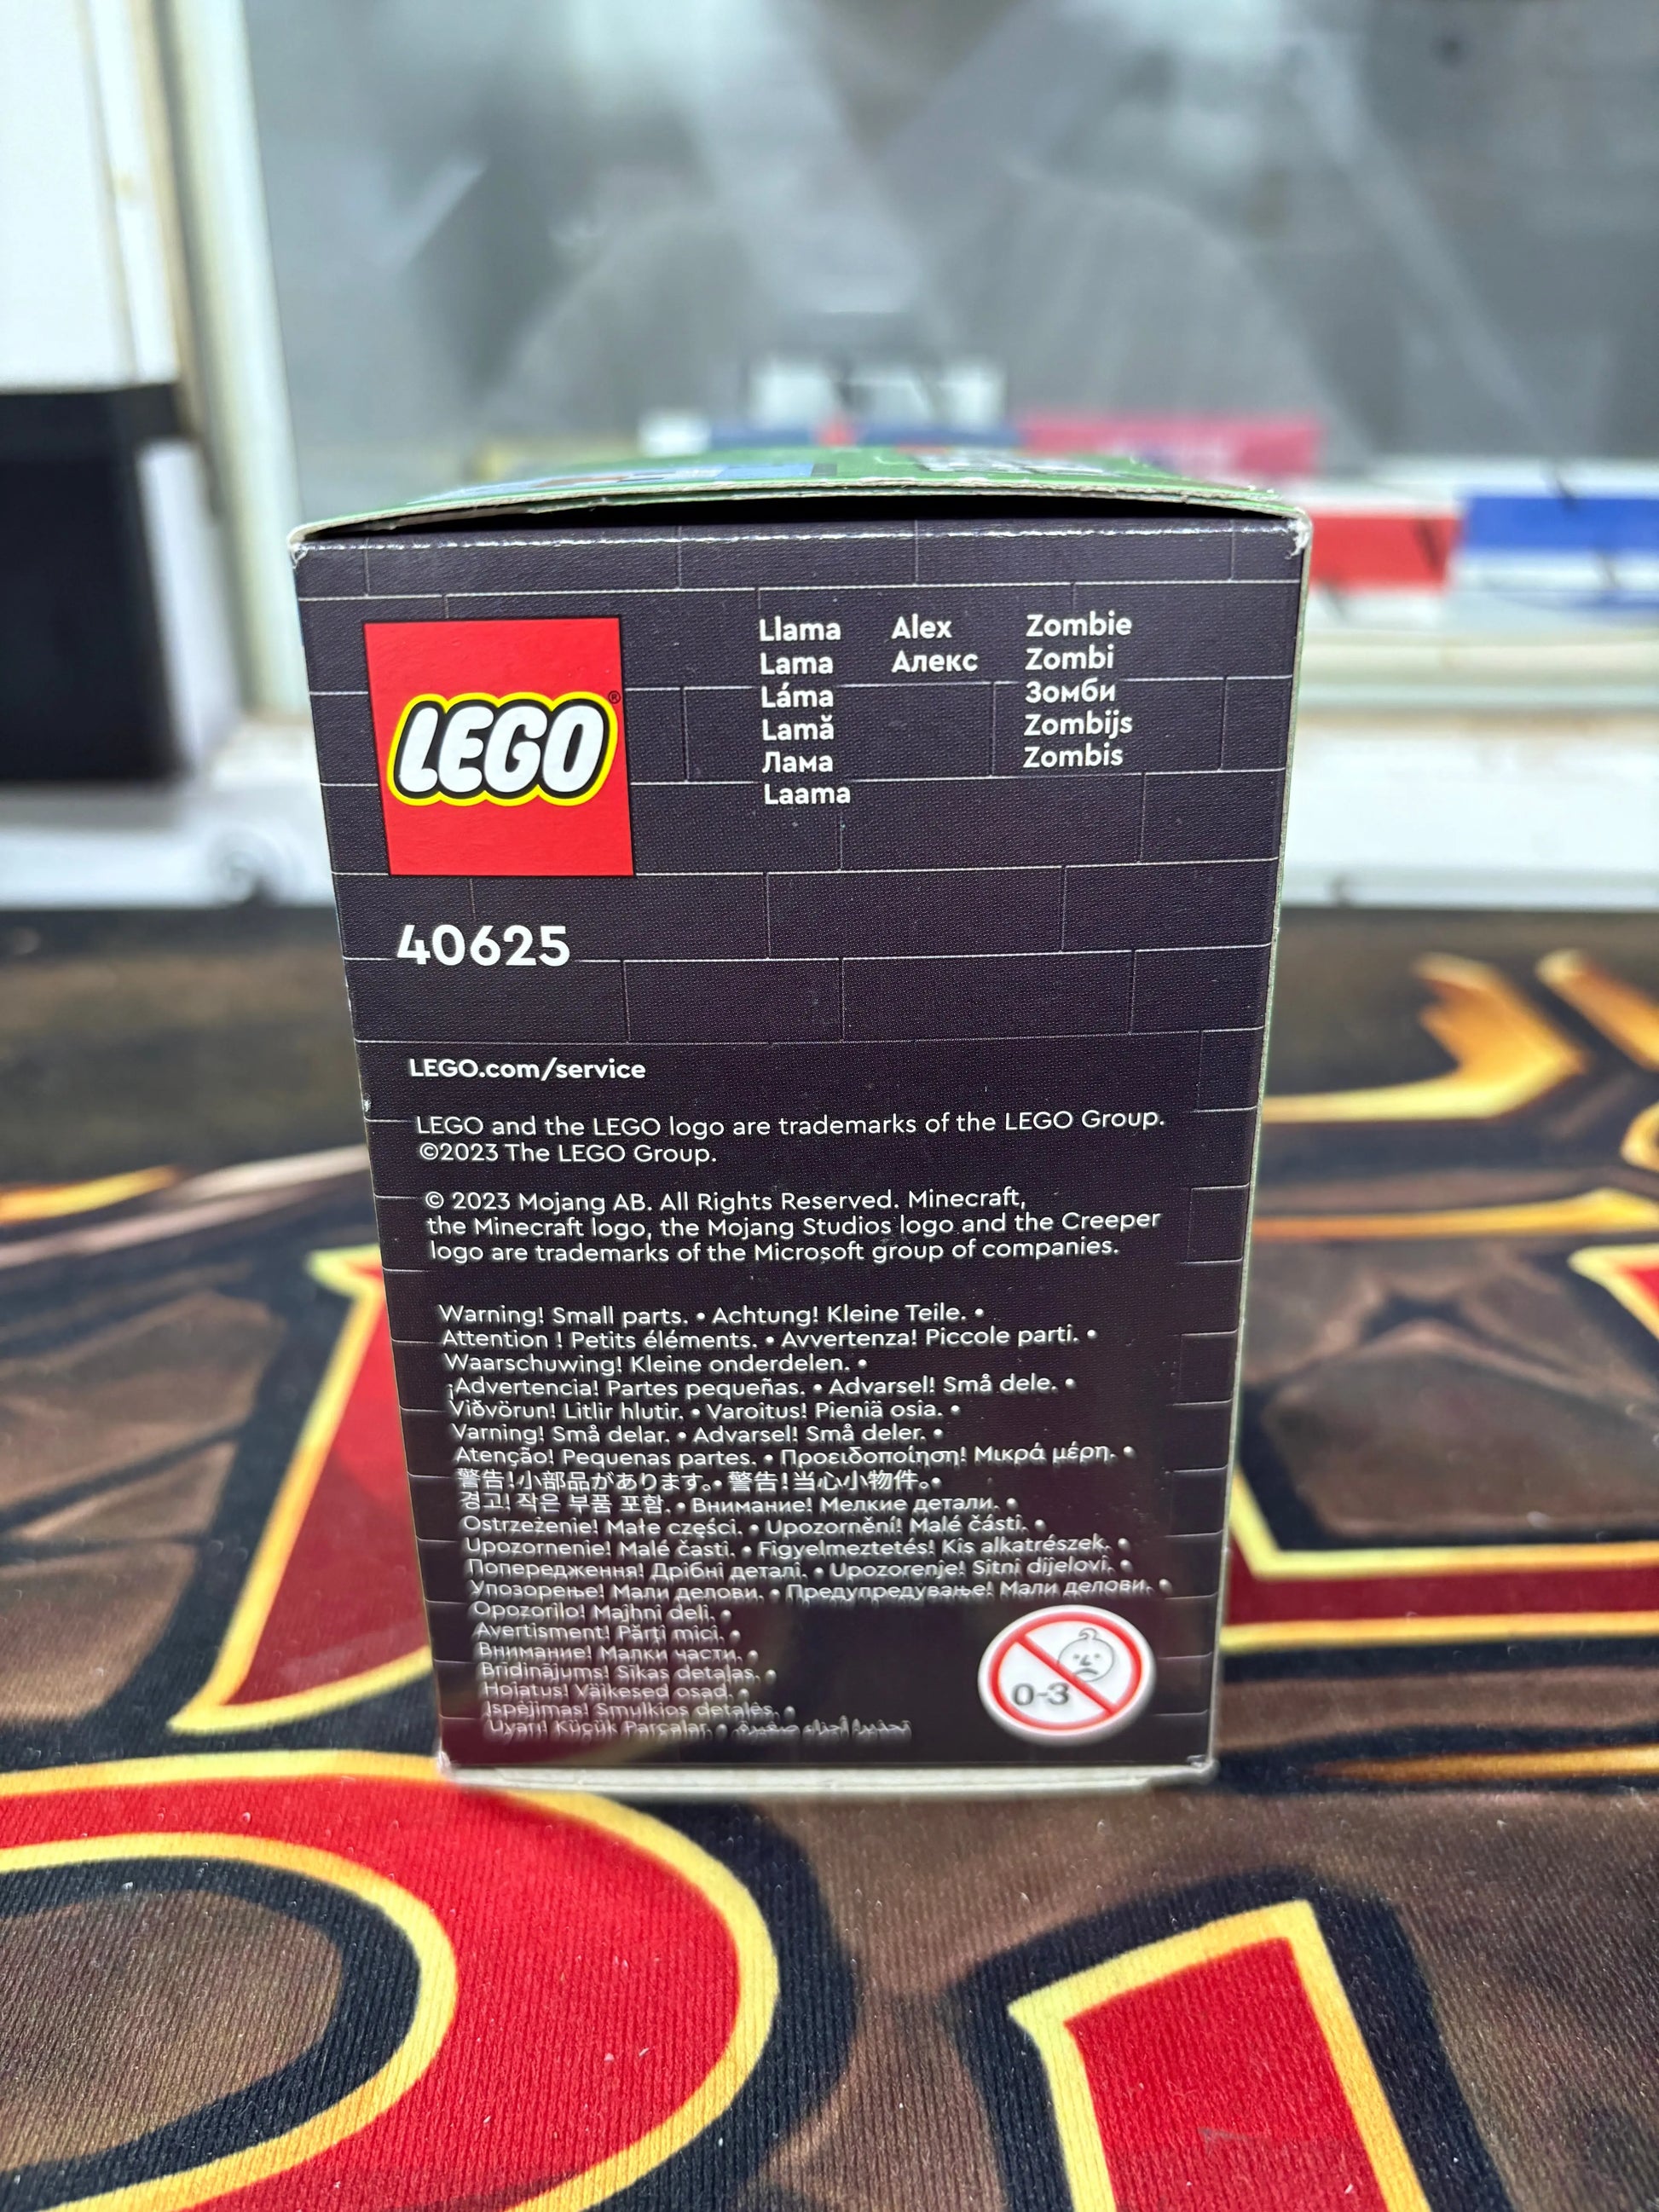 LEGO®
Llama Alex Zombie
Lama Алекс Zombi
Láma Зомби
Lamă Zombijs
Лама Zombis
Laama
40625
LEGO.com/service
LEGO and the LEGO logo are trademarks of the LEGO Group.
©2023 The LEGO Group.
© 2023 Mojang AB. All Rights Reserved. Minecraft,
the Minecraft logo, the Mojang Studios logo and the Creeper
logo are trademarks of the Microsoft group of companies.
Warning! Small parts. • Achtung! Kleine Teile. •
Attention ! Petits éléments. • Avvertenza! Piccole parti. •
Waarschuwing! Kleine onderdelen. •
¡Advertencia! Partes pequeñas. • Advarsel! Små dele. •
Viðvörun! Litlir hlutir. • Varoitus! Pieniä osia. •
Varning! Små delar. • Advarsel! Små deler. •
Atenção! Pequenas partes. • Προειδοποίηση! Μικρά μέρη. •
警告!小部品があります。• 警告!当心小物件。•
경고! 작은 부품 포함. • Внимание! Мелкие детали. •
Ostrzeżenie! Małe części. • Upozornění! Malé části. •
Upozornenie! Malé časti. • Figyelmeztetés! Kis alkatrészek. •
Попередження! Дрібні деталі. • Upozorenje! Sitni dijelovi. •
Упозорење! Мали делови. • Предупредување! Мали делови. •
Opozorilo! Majhni deli. •
Avertisment! Părți mici. •
Внимание! Малки части. •
Brīdinājums! Sīkas detaļas. •
Hoiatus! Väikesed osad. •
Įspėjimas! Smulkios detalės. •
Uyarı! Küçük Parçalar. • تحذير! أجزاء صغيرة.
0-3